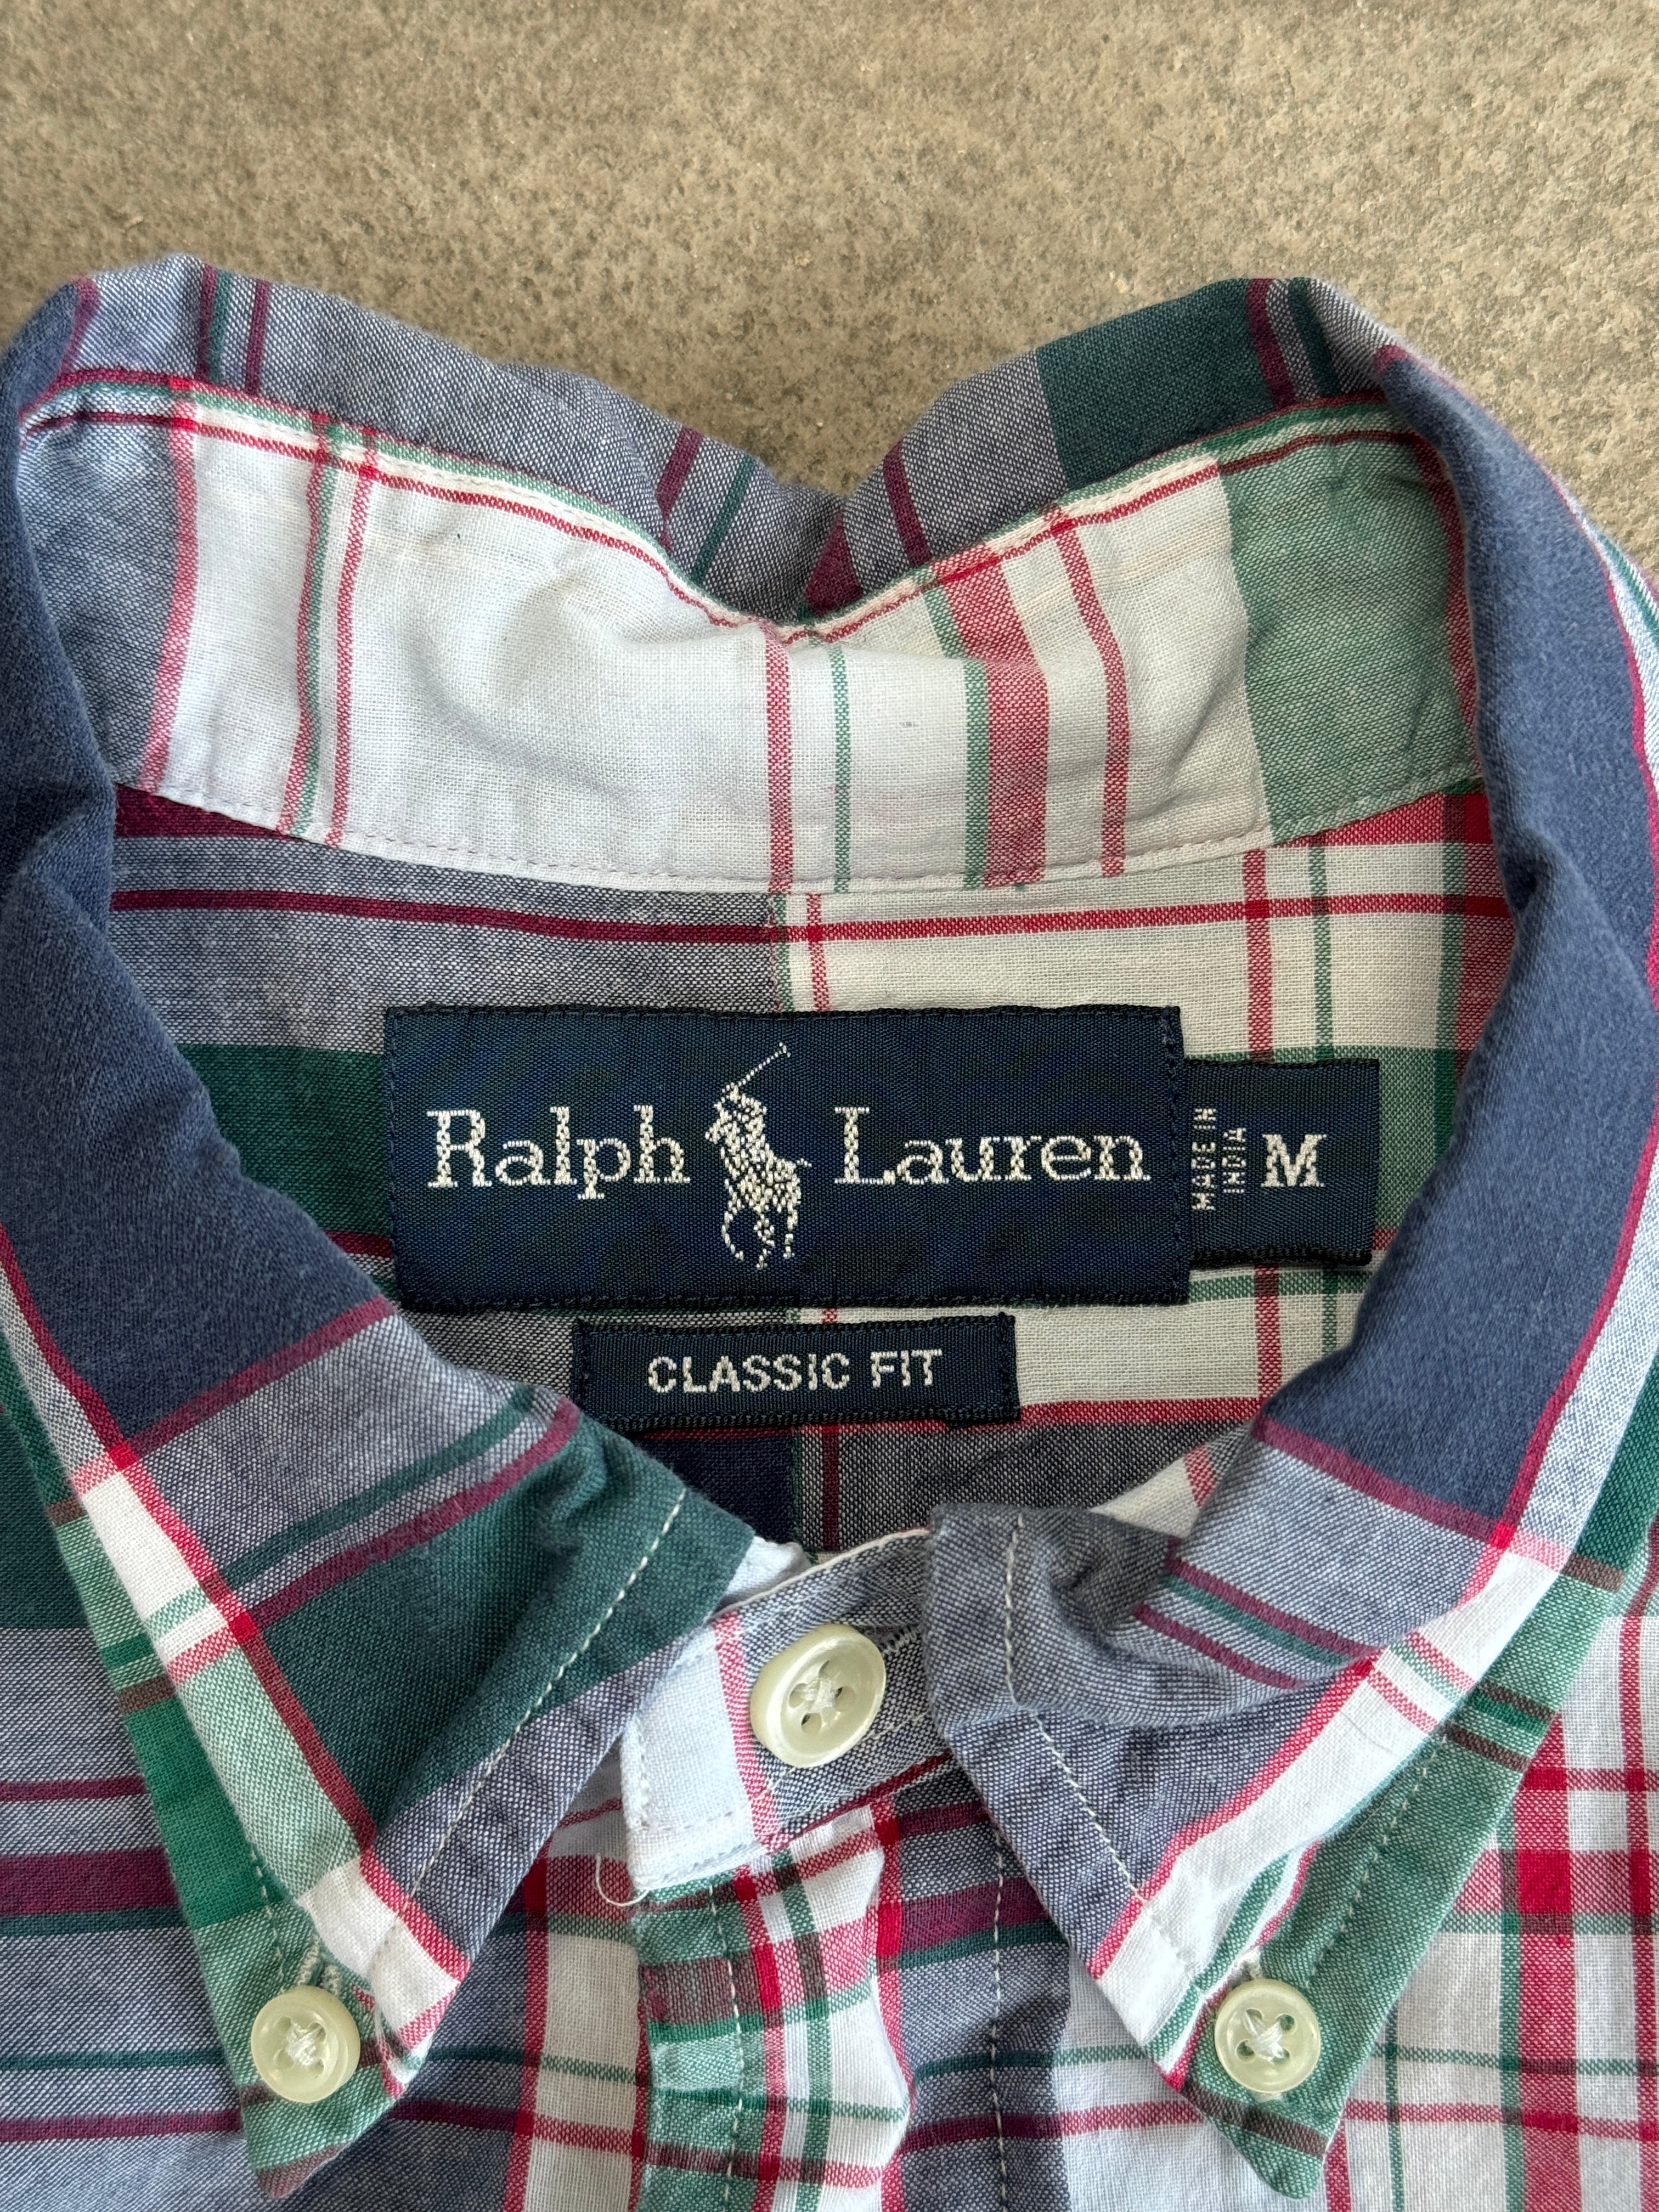 Ralph Lauren
MADE IN
INDIA
M
CLASSIC FIT